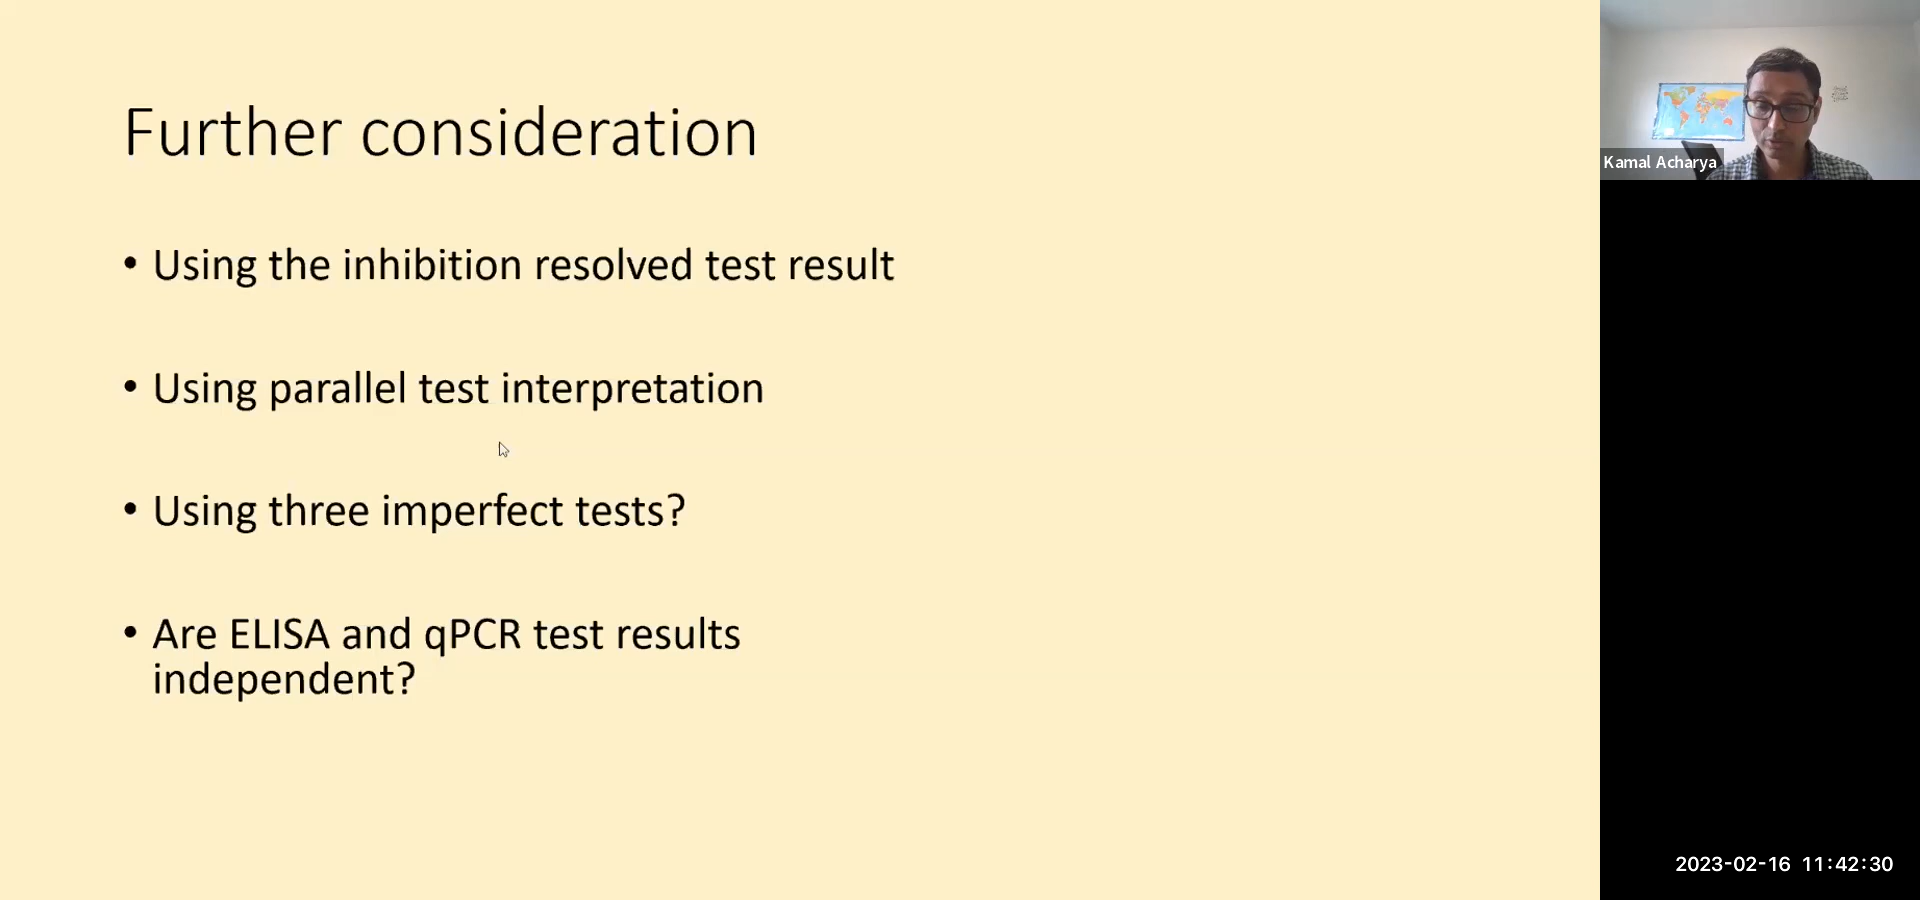 Further consideration
• Using the inhibition resolved test result
• Using parallel test interpretation
• Using three imperfect tests?
• Are ELISA and qPCR test results
independent?
Kamal Acharya
2023-02-16 11:42:30